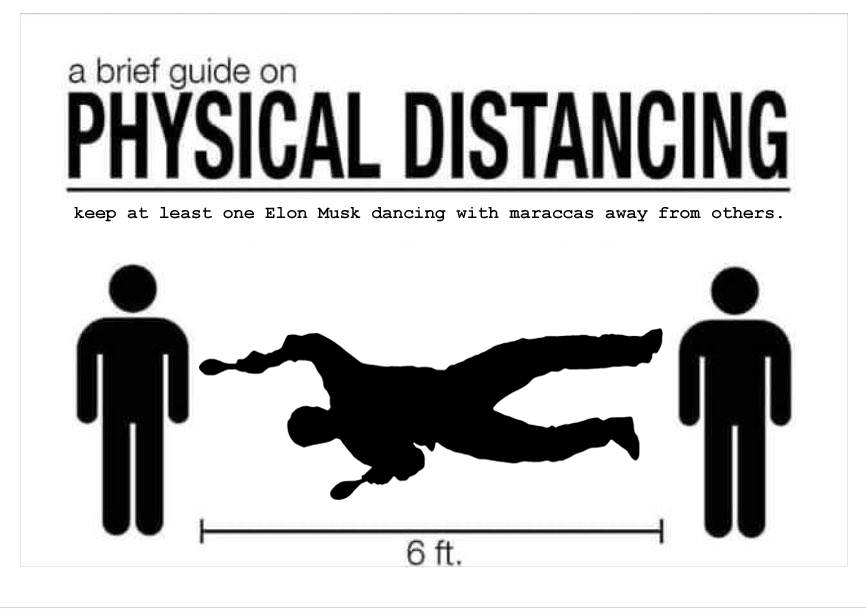 a brief guide on
PHYSICAL DISTANCING
keep at least one Elon Musk dancing with maraccas away from others.
6 ft.